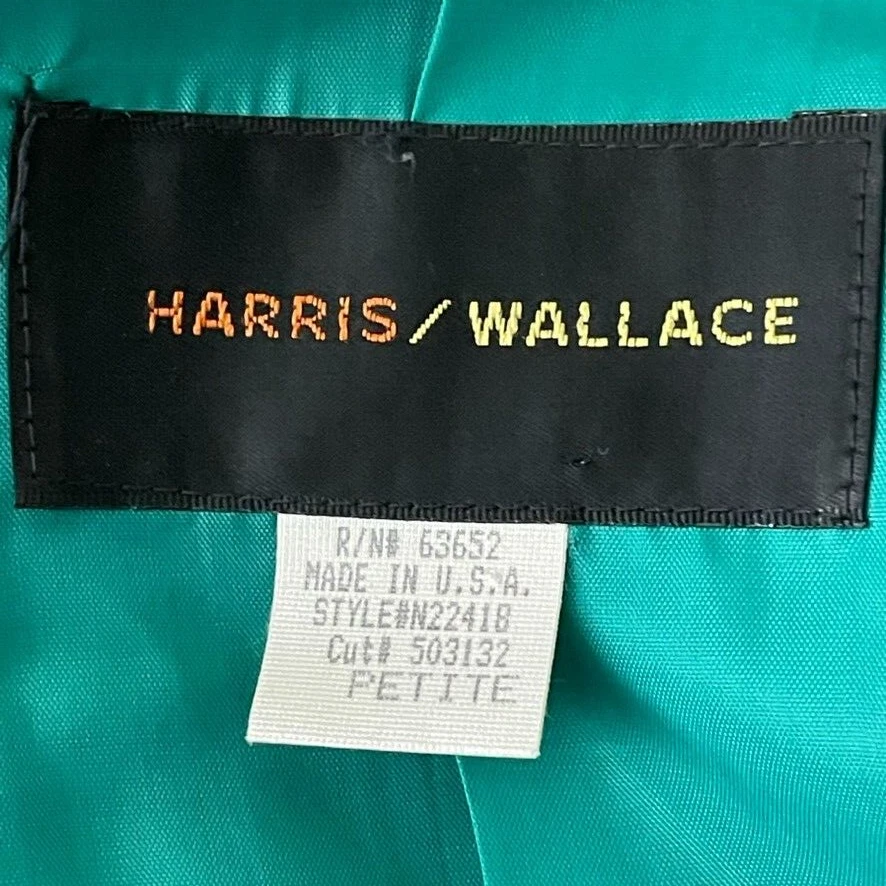 HARRIS/WALLACE
R/N# 63652
MADE IN U.S.A.
STYLE#N22418
Cut# 503132
PETITE